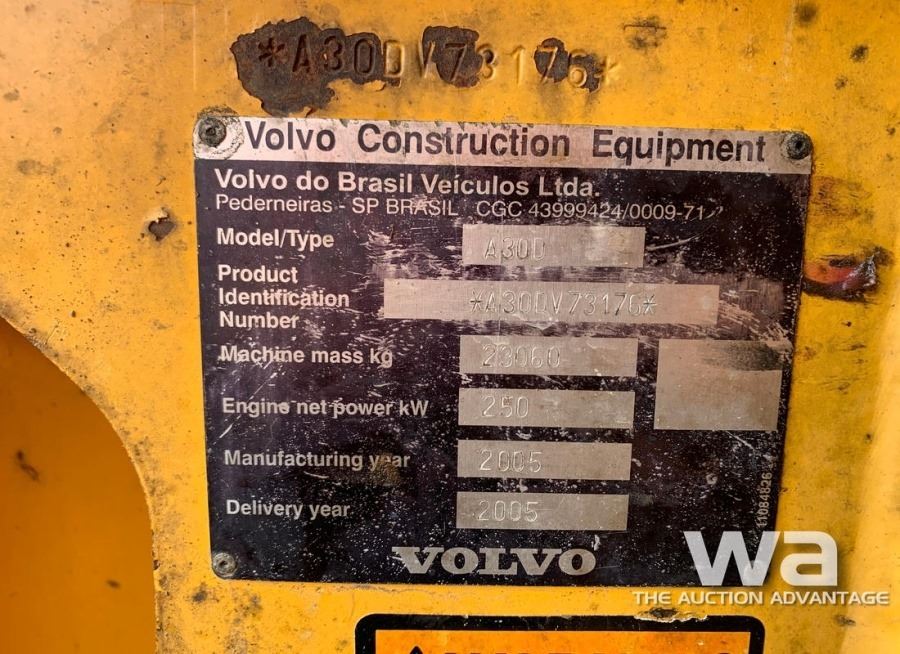 *A30DV73176*
Volvo Construction Equipment
Volvo do Brasil Veículos Ltda.
Pederneiras - SP BRASIL CGC 43999424/0009-71
Model/Type A30D
Product
Identification *A30DV73176*
Number
Machine mass kg 23060
Engine net power kW 250
Manufacturing year 2005
Delivery year 2005
11084826
VOLVO
wa
THE AUCTION ADVANTAGE